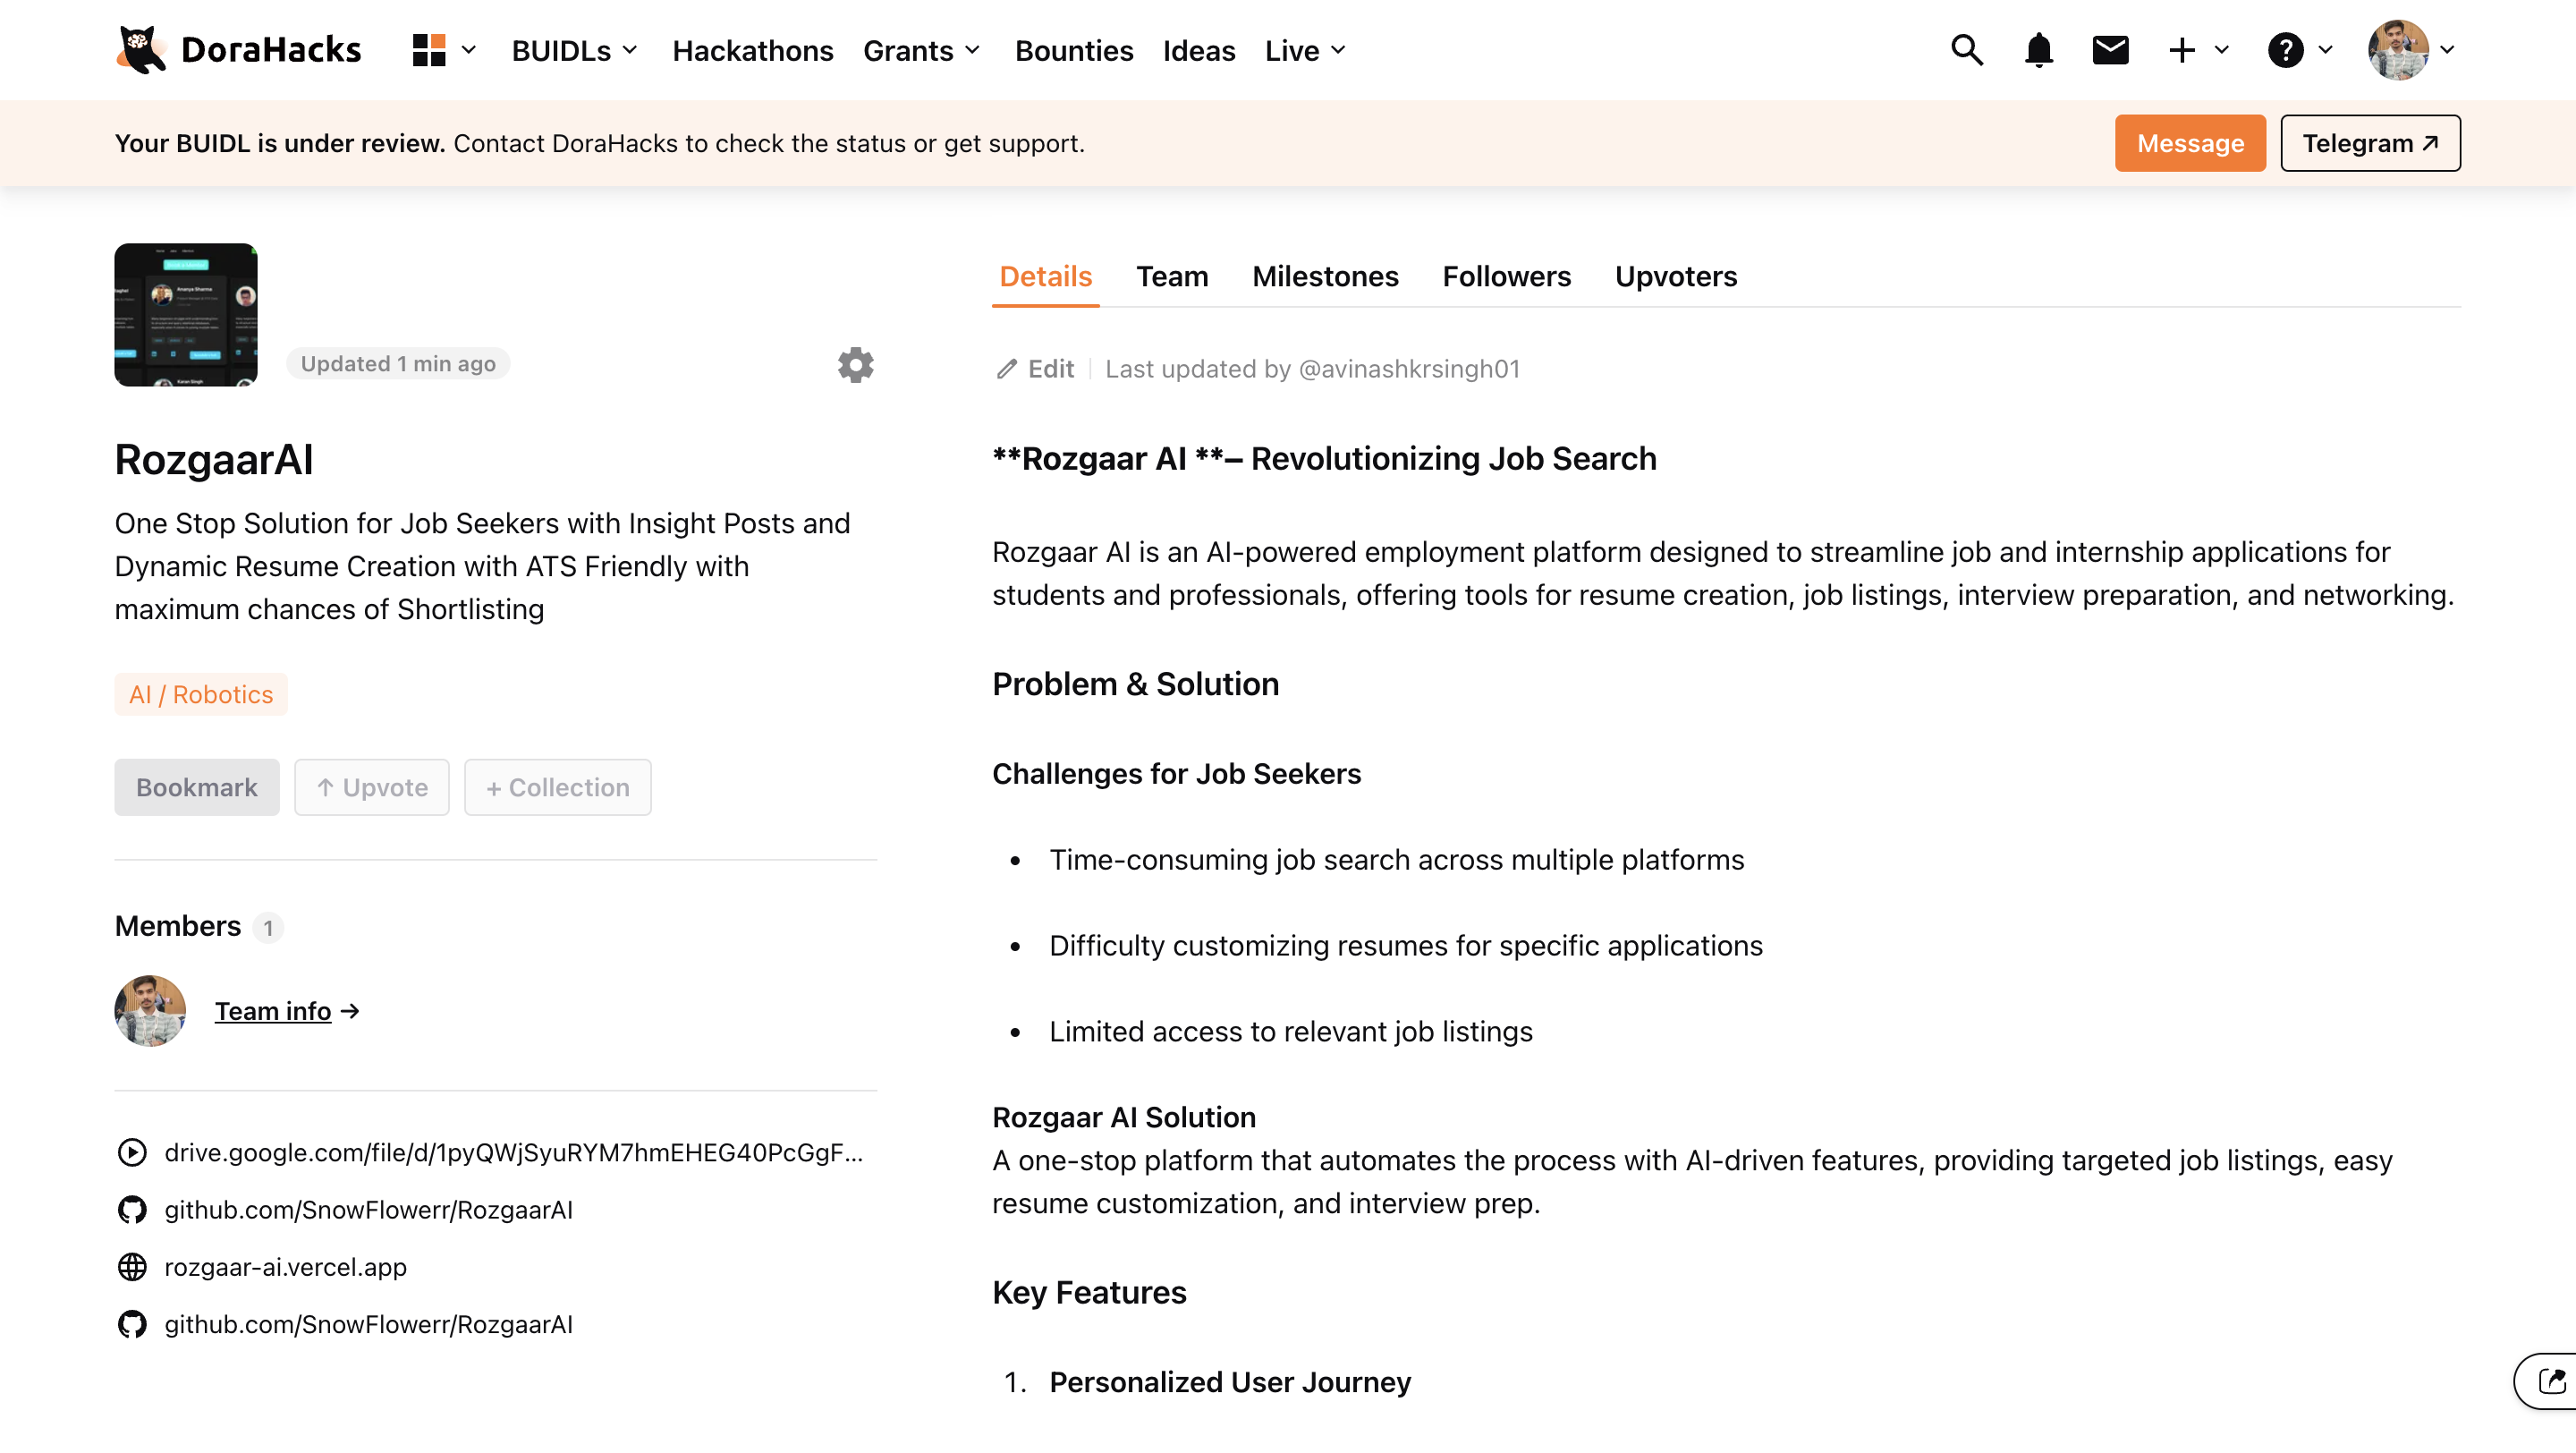 DoraHacks
BUIDLs
Hackathons
Grants
Bounties
Ideas
Live
Your BUIDL is under review. Contact DoraHacks to check the status or get support.
Message
Telegram
Updated 1 min ago
RozgaarAI
One Stop Solution for Job Seekers with Insight Posts and
Dynamic Resume Creation with ATS Friendly with
maximum chances of Shortlisting
AI / Robotics
Bookmark
↑ Upvote
+ Collection
Members 1
Team info →
drive.google.com/file/d/1pyQWjSyuRYM7hmEHEG40PcGgF...
github.com/SnowFlowerr/RozgaarAI
rozgaar-ai.vercel.app
github.com/SnowFlowerr/RozgaarAI
Details
Team
Milestones
Followers
Upvoters
Edit
Last updated by @avinashkrsingh01
**Rozgaar AI **– Revolutionizing Job Search
Rozgaar AI is an AI-powered employment platform designed to streamline job and internship applications for
students and professionals, offering tools for resume creation, job listings, interview preparation, and networking.
Problem & Solution
Challenges for Job Seekers
• Time-consuming job search across multiple platforms
• Difficulty customizing resumes for specific applications
• Limited access to relevant job listings
Rozgaar AI Solution
A one-stop platform that automates the process with AI-driven features, providing targeted job listings, easy
resume customization, and interview prep.
Key Features
1. Personalized User Journey